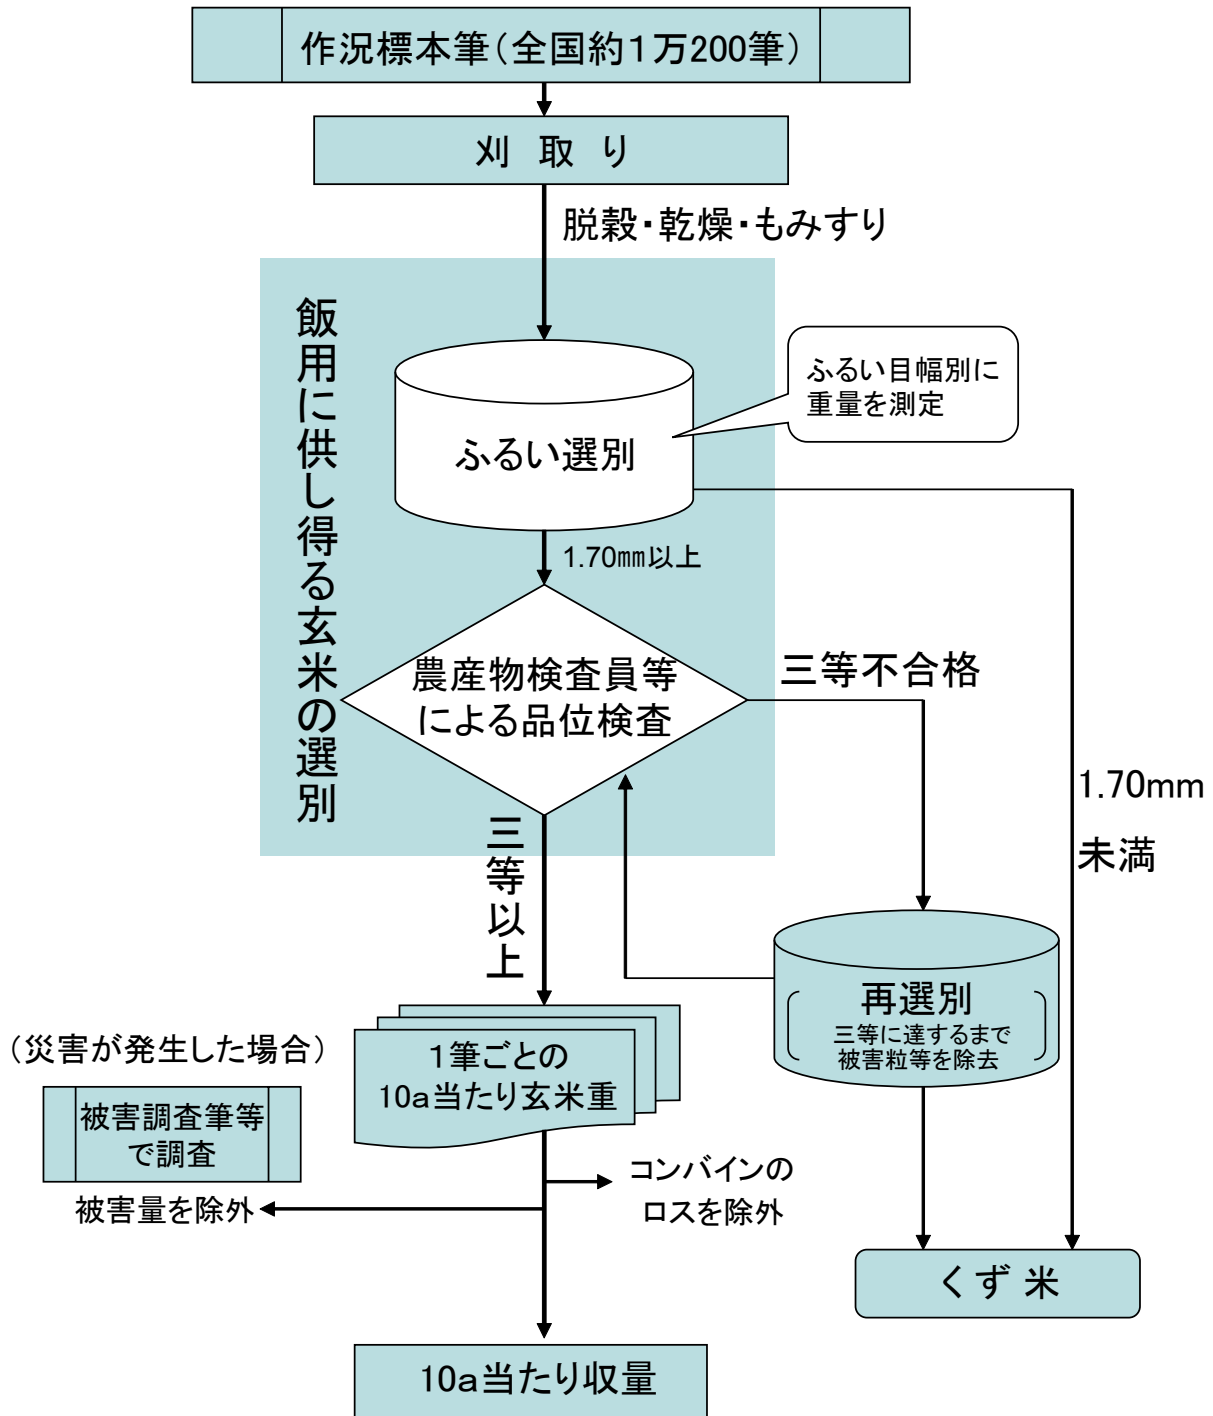 作況標本筆（全国約１万200筆）
刈　取　り
脱穀・乾燥・もみすり
飯用に供し得る玄米の選別
ふるい目幅別に
重量を測定
ふるい選別
1.70㎜以上
農産物検査員等
による品位検査
三等不合格
1.70mm
未満
三等以上
再選別
三等に達するまで
被害粒等を除去
（災害が発生した場合）
被害調査筆等
で調査
被害量を除外
１筆ごとの
10a当たり玄米重
コンバインの
ロスを除外
くず 米
10a当たり収量